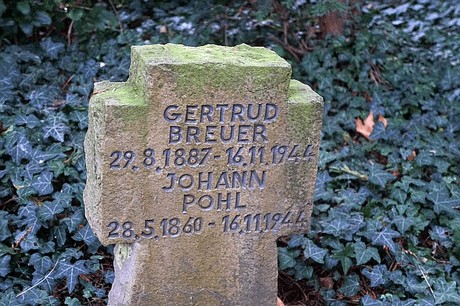 GERTRUD
BREUER
29.8.1887-16.11.1944
JOHANN
POHL
28.5.1860-16.11.1944